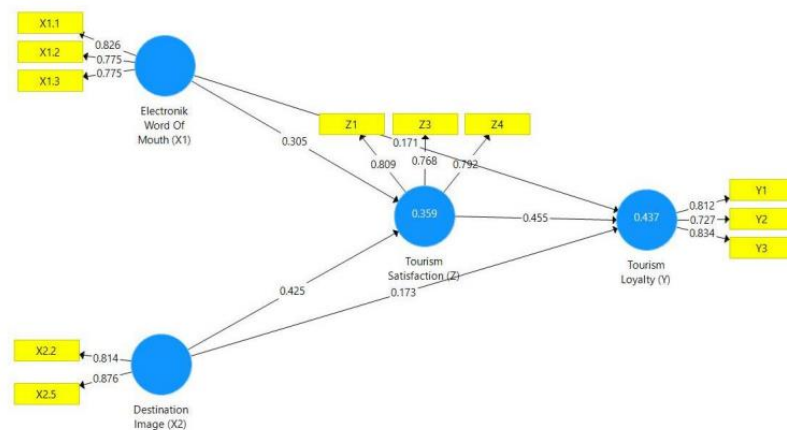 X1.1
0.826
X1.2
0.775
X1.3
0.775
Electronik
Word Of
Mouth (X1)
Z1
Z3
Z4
0.171
0.305
0.809
0.768
0.792
0.359
0.455
0.437
Tourism
Satisfaction (Z)
Tourism
Loyalty (Y)
0.812
Y1
0.727
Y2
0.834
Y3
0.425
0.173
X2.2
0.814
X2.5
0.876
Destination
Image (X2)